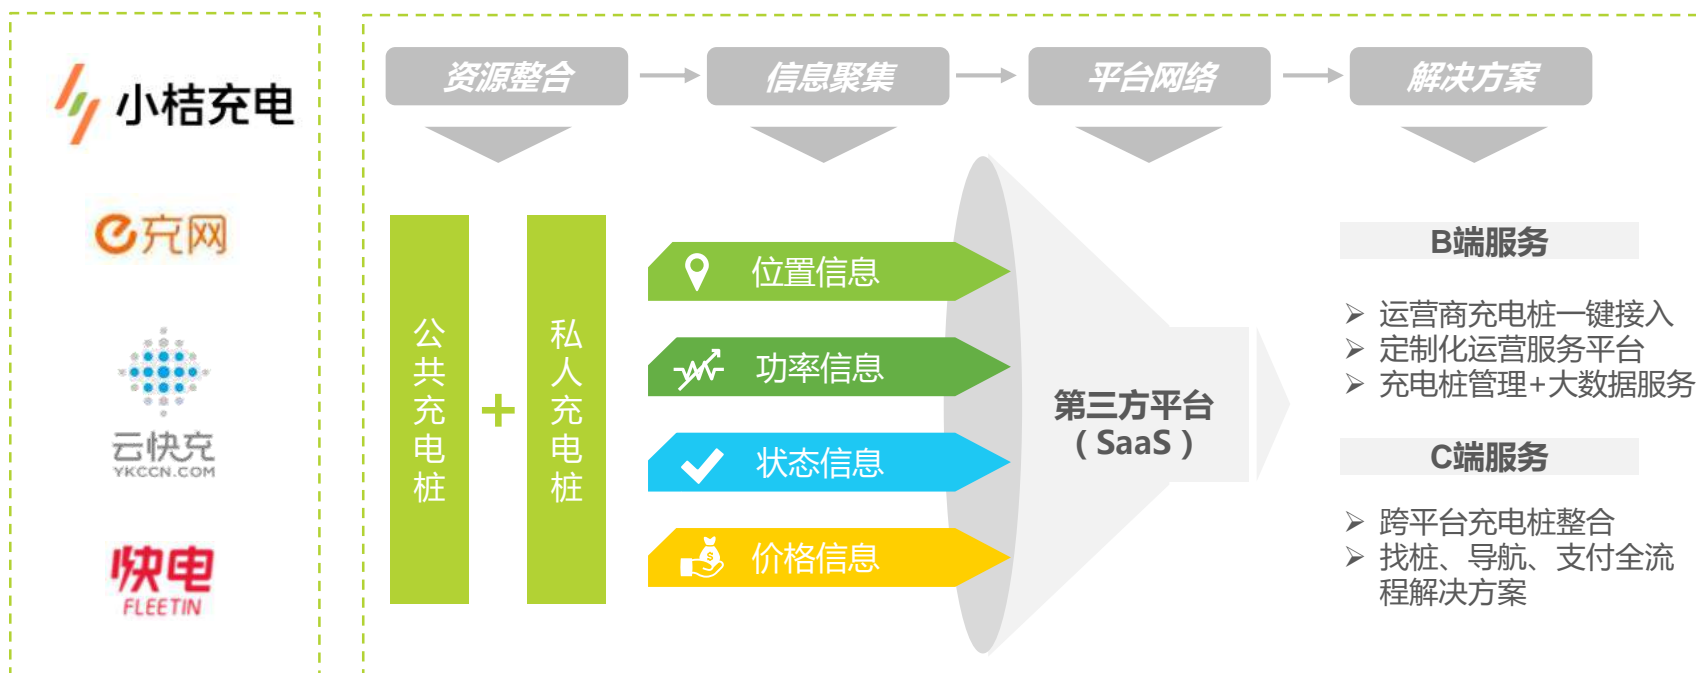 小桔充电
e充网
云快充
YKCCN.COM
快电
FLEETIN
资源整合
信息聚集
平台网络
解决方案
公共充电桩
+
私人充电桩
位置信息
功率信息
状态信息
$
价格信息
第三方平台
（SaaS）
B端服务
➢ 运营商充电桩一键接入
➢ 定制化运营服务平台
➢ 充电桩管理+大数据服务
C端服务
➢ 跨平台充电桩整合
➢ 找桩、导航、支付全流
程解决方案